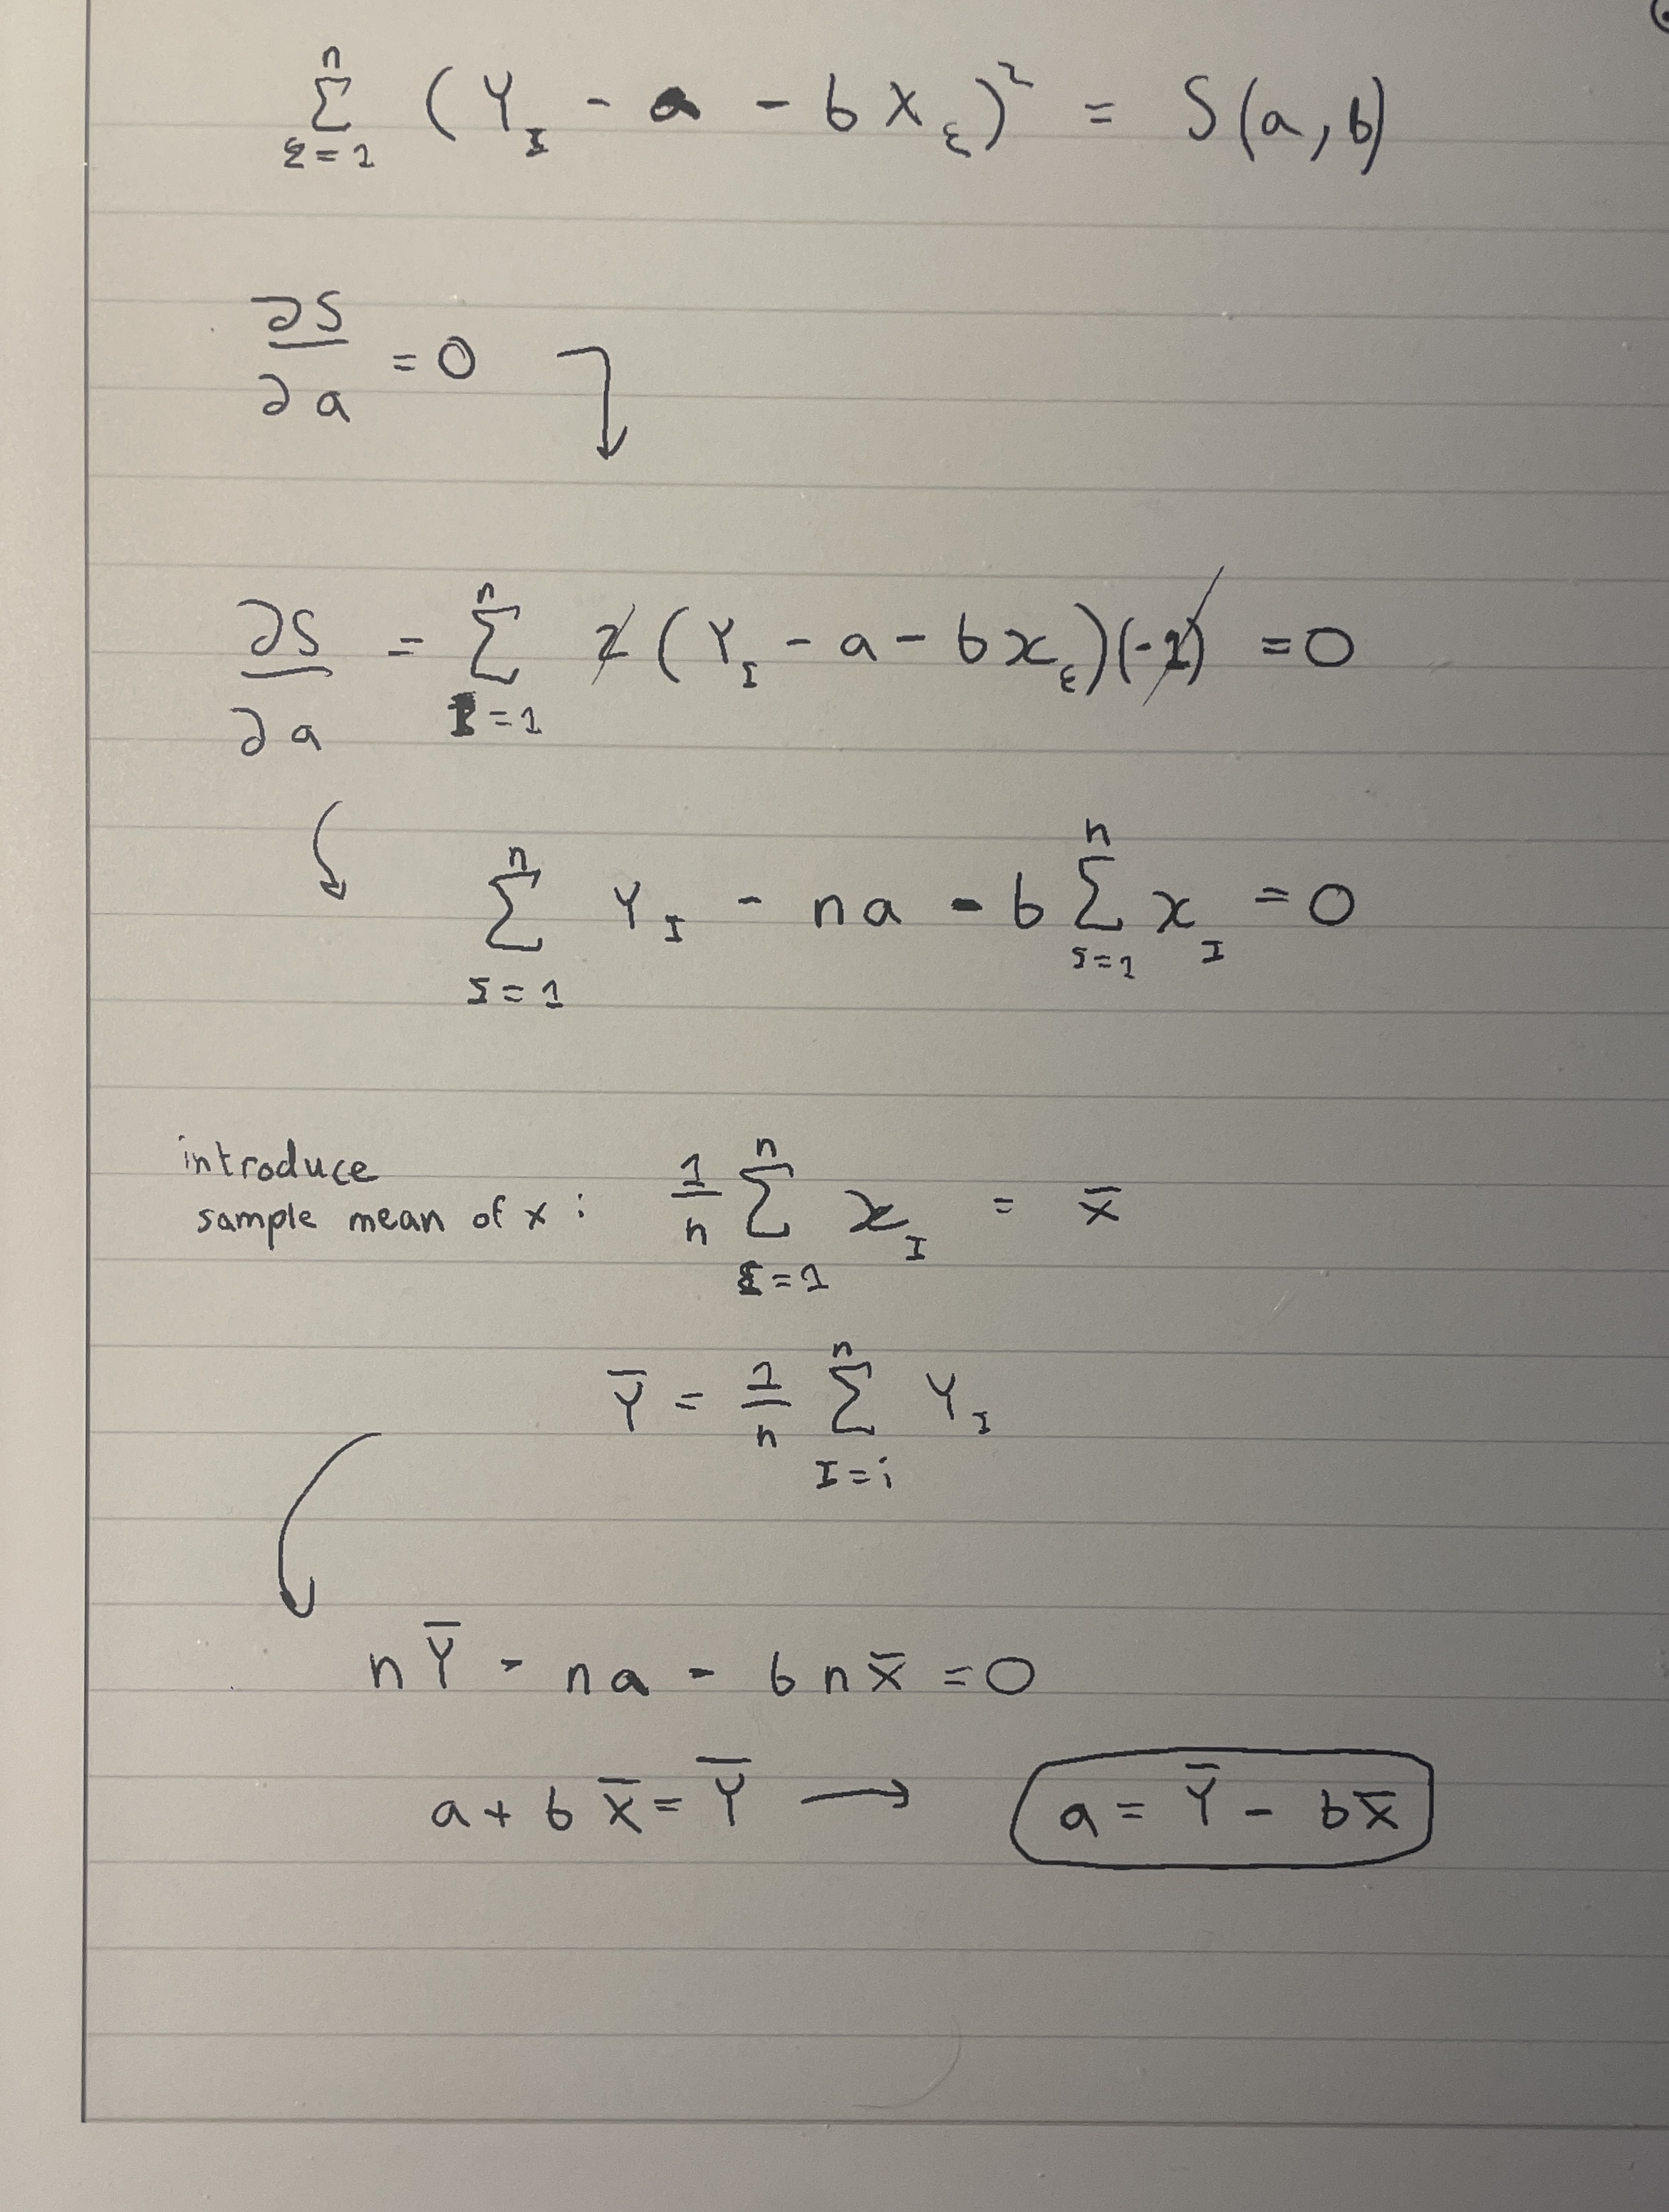 \sum_{I=1}^{n} (Y_I - a - bX_I)^2 = S(a,b)
\frac{\partial S}{\partial a} = 0
\frac{\partial S}{\partial a} = \sum_{I=1}^{n} 2(Y_I - a - bx_I)(-1) = 0
\sum_{I=1}^{n} Y_I - na - b\sum_{I=1}^{n} x_I = 0
introduce
sample mean of x : \frac{1}{n} \sum_{I=1}^{n} x_I = \bar{x}
\bar{Y} = \frac{1}{n} \sum_{I=i}^{n} Y_I
n\bar{Y} - na - bn\bar{x} = 0
a + b\bar{x} = \bar{Y} → a = \bar{Y} - b\bar{x}